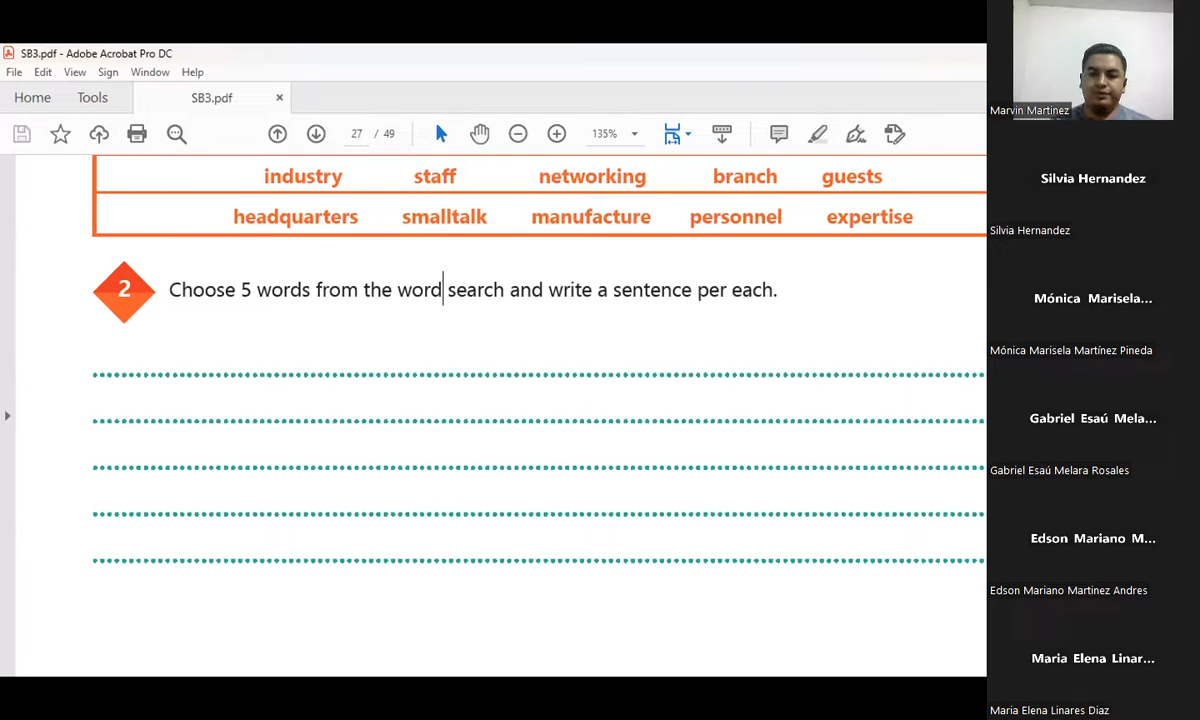 SB3.pdf - Adobe Acrobat Pro DC
File Edit View Sign Window Help
Home Tools SB3.pdf ×
27 / 49 135%
industry staff networking branch guests
headquarters smalltalk manufacture personnel expertise
2 Choose 5 words from the word search and write a sentence per each.
Marvin Martinez
Silvia Hernandez
Silvia Hernandez
Mónica Marisela...
Mónica Marisela Martínez Pineda
Gabriel Esaú Mela...
Gabriel Esaú Melara Rosales
Edson Mariano M...
Edson Mariano Martinez Andres
Maria Elena Linar...
Maria Elena Linares Diaz